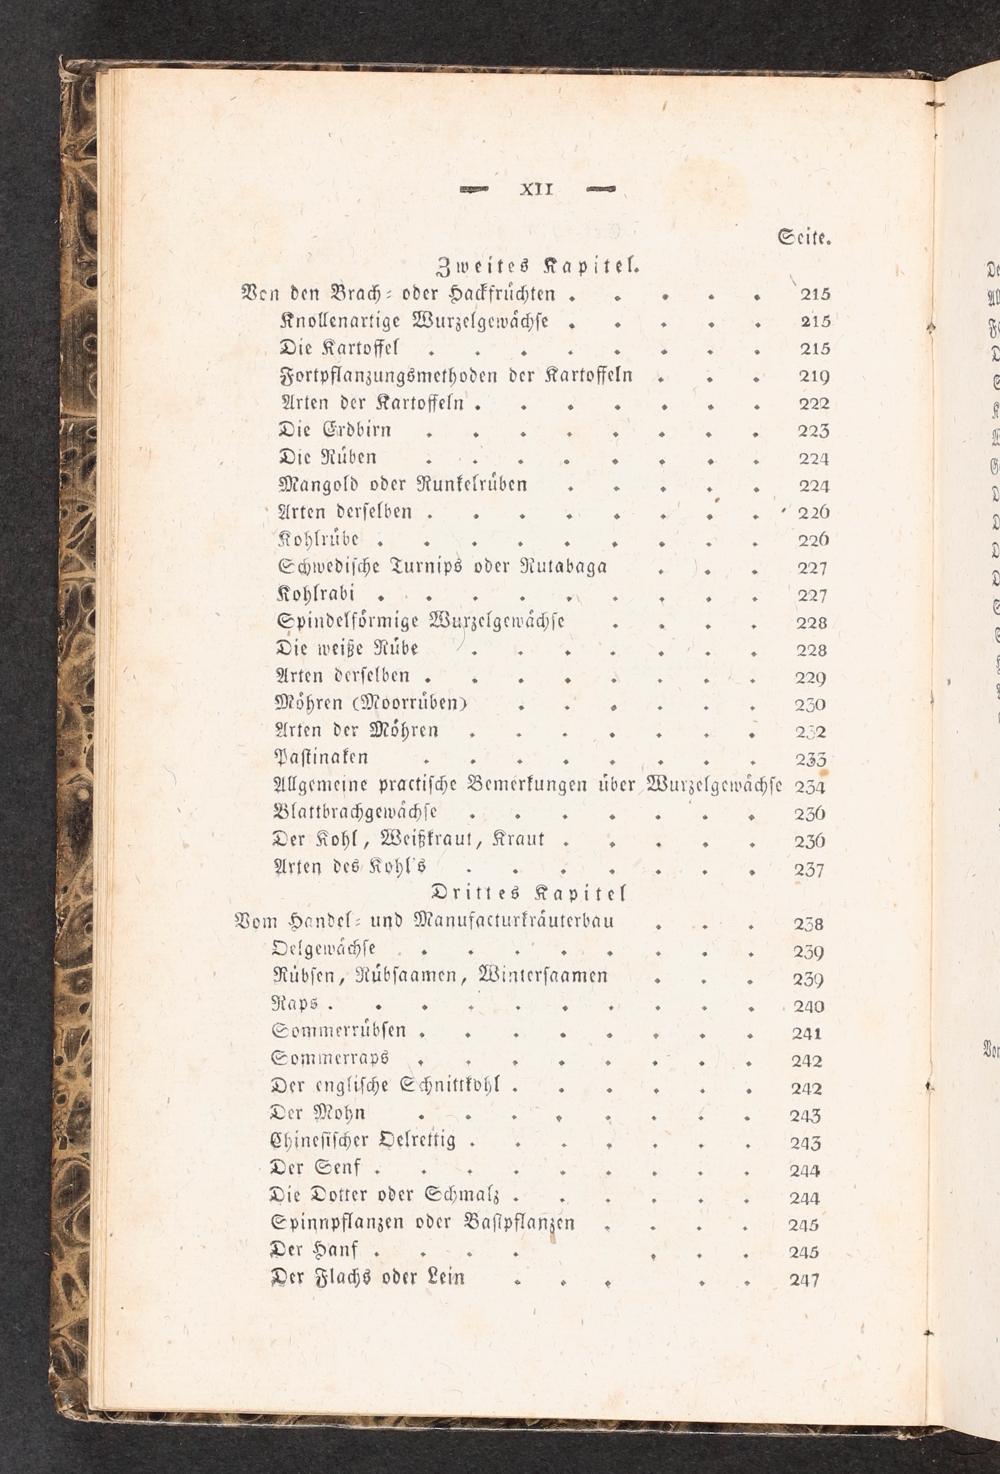 — XII —
Seite.
Zweites Kapitel.
Von den Brach- oder Hackfrüchten . . . . . 215
Knollenartige Wurzelgewächse . . . . . 215
Die Kartoffel . . . . . . . . 215
Fortpflanzungsmethoden der Kartoffeln . . . 219
Arten der Kartoffeln . . . . . . . 222
Die Erdbirn . . . . . . . . 223
Die Rüben . . . . . . . . 224
Mangold oder Runkelrüben . . . . . 224
Arten derselben . . . . . . . . 226
Kohlrübe . . . . . . . . . 226
Schwedische Turnips oder Rutabaga . . . 227
Kohlrabi . . . . . . . . . 227
Spindelförmige Wurzelgewächse . . . . 228
Die weiße Rübe . . . . . . . 228
Arten derselben . . . . . . . . 229
Möhren (Moorrüben) . . . . . . 230
Arten der Möhren . . . . . . . 232
Pastinaken . . . . . . . . 233
Allgemeine practische Bemerkungen über Wurzelgewächse 234
Blattbrachgewächse . . . . . . . 236
Der Kohl, Weißkraut, Kraut . . . . . 236
Arten des Kohl's . . . . . . . 237
Drittes Kapitel
Vom Handel- und Manufacturkräuterbau . . . 238
Oelgewächse . . . . . . . . 239
Rübsen, Rübsaamen, Wintersaamen . . . 239
Raps . . . . . . . . . . 240
Sommerrübsen . . . . . . . . 241
Sommerraps . . . . . . . . 242
Der englische Schnittkohl . . . . . . 242
Der Mohn . . . . . . . . 243
Chinesischer Oelrettig . . . . . . . 243
Der Senf . . . . . . . . . 244
Die Dotter oder Schmalz . . . . . . 244
Spinnpflanzen oder Bastpflanzen . . . . 245
Der Hanf . . . . . . . 245
Der Flachs oder Lein . . . . . 247